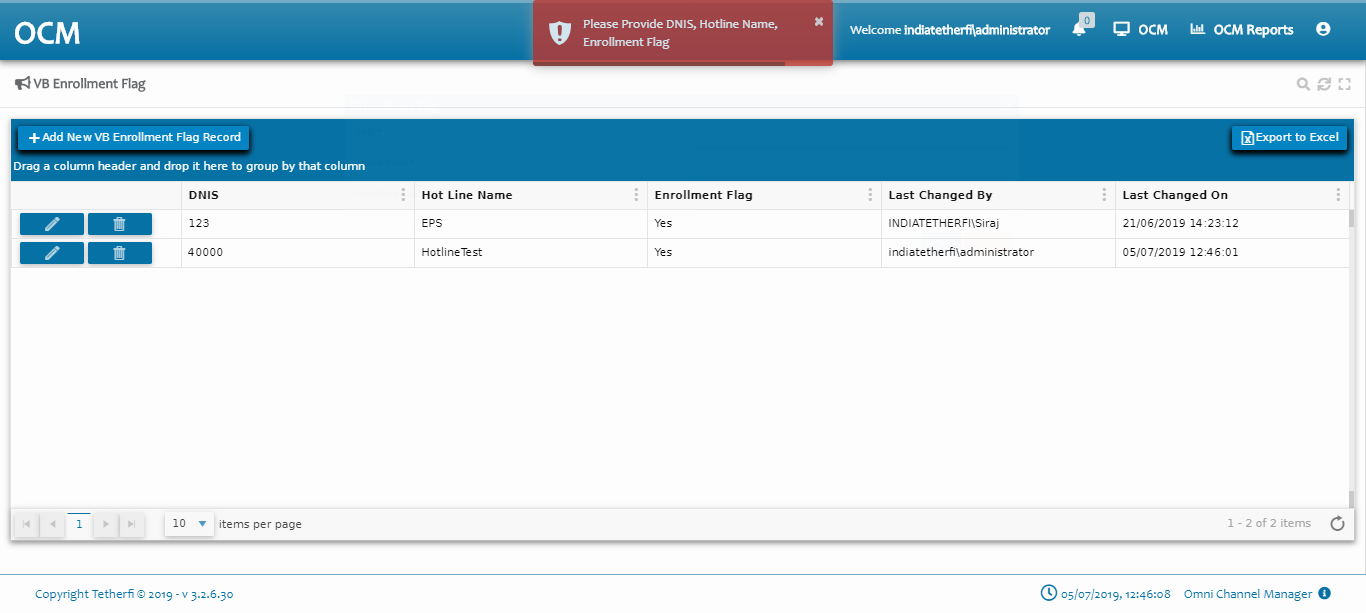 OCM
Please Provide DNIS, Hotline Name,
Enrollment Flag
Welcome indiatetherfi\administrator
0
OCM
OCM Reports
VB Enrollment Flag
Add New VB Enrollment Flag Record
Export to Excel
Drag a column header and drop it here to group by that column
DNIS Hot Line Name Enrollment Flag Last Changed By Last Changed On
123 EPS Yes INDIATETHERFI\Siraj 21/06/2019 14:23:12
40000 HotlineTest Yes indiatetherfi\administrator 05/07/2019 12:46:01
1 10 items per page 1 - 2 of 2 items
Copyright Tetherfi © 2019 - v 3.2.6.30 05/07/2019, 12:46:08 Omni Channel Manager